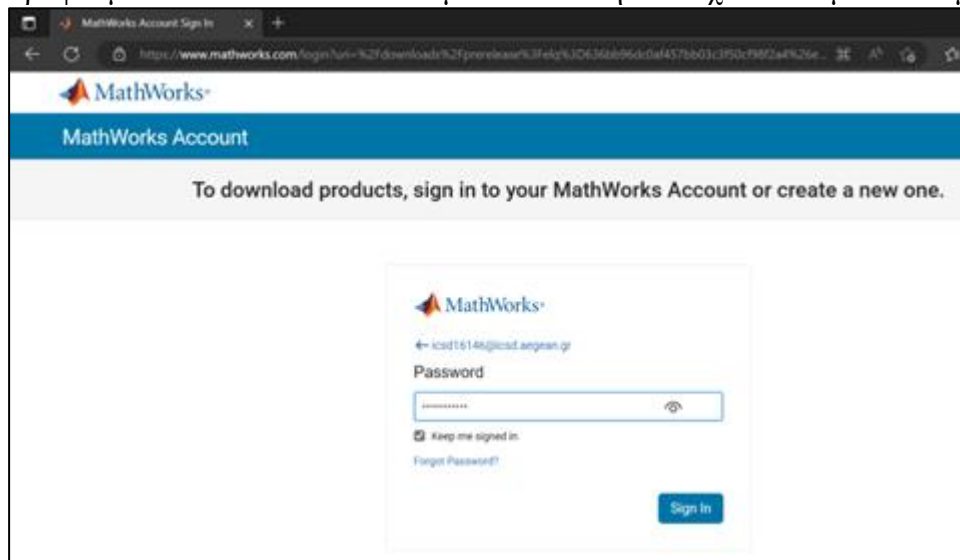 MathWorks Account Sign In
https://www.mathworks.com/login?uri=%2Fdownloads%2Fprerelease%3Felq%3D636bb96dc0af457bb03c3f50cf98f2a4%26e...
MathWorks®
MathWorks Account
To download products, sign in to your MathWorks Account or create a new one.
MathWorks®
icsd16146@icsd.aegean.gr
Password
Keep me signed in
Forgot Password?
Sign In